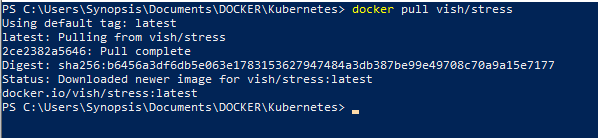 PS C:\Users\Synopsis\Documents\DOCKER\Kubernetes> docker pull vish/stress
Using default tag: latest
latest: Pulling from vish/stress
2ce2382a5646: Pull complete
Digest: sha256:b6456a3df6db5e063e1783153627947484a3db387be99e49708c70a9a15e7177
Status: Downloaded newer image for vish/stress:latest
docker.io/vish/stress:latest
PS C:\Users\Synopsis\Documents\DOCKER\Kubernetes>